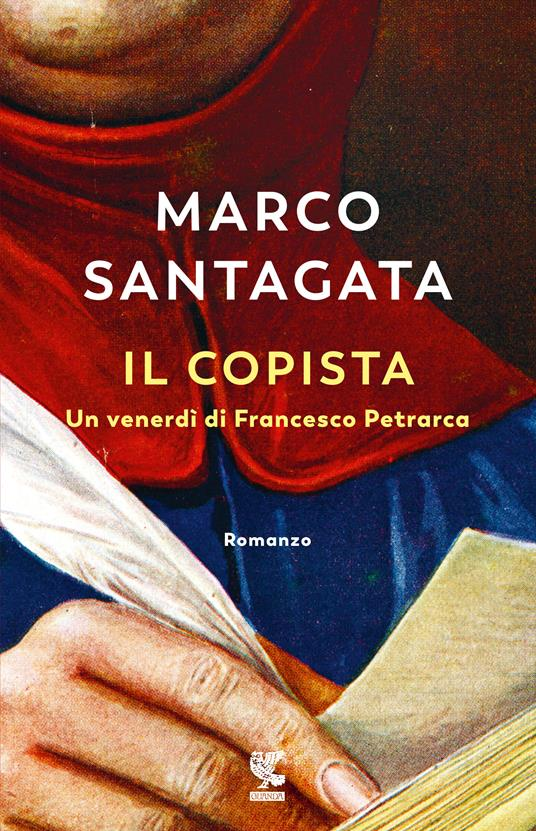 MARCO
SANTAGATA
IL COPISTA
Un venerdì di Francesco Petrarca
Romanzo
GUANDA